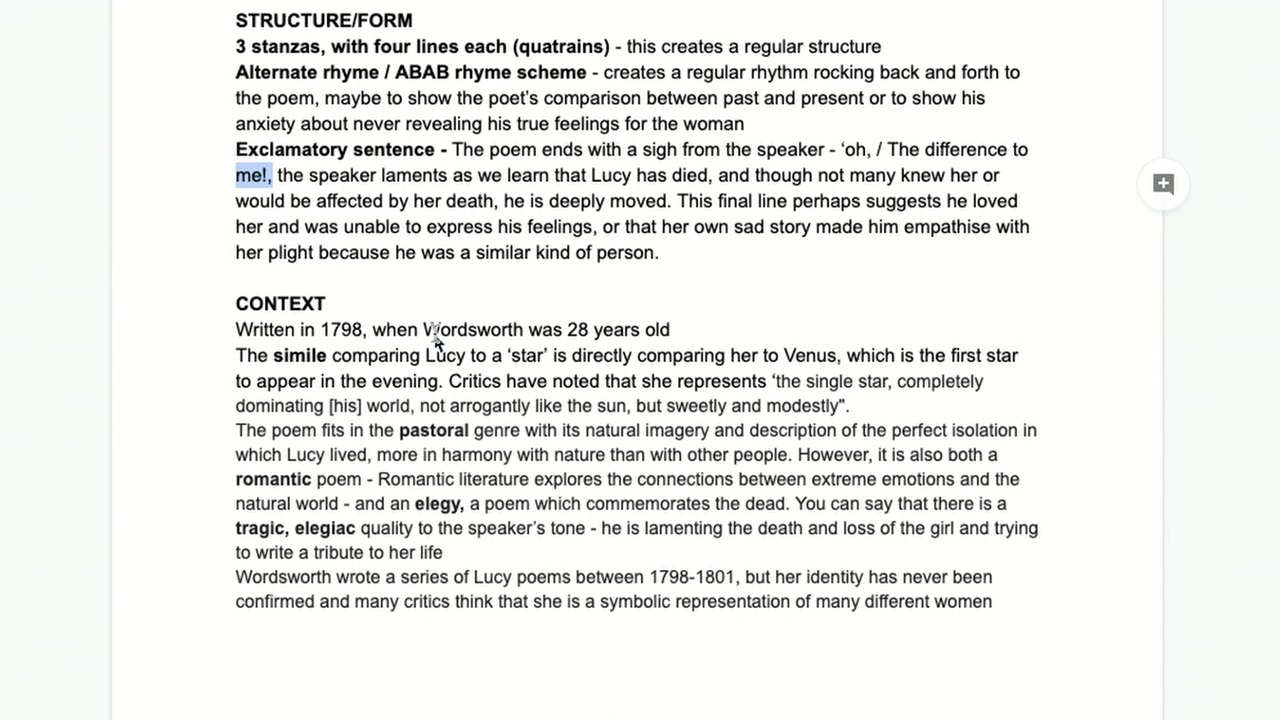 STRUCTURE/FORM
3 stanzas, with four lines each (quatrains) - this creates a regular structure
Alternate rhyme / ABAB rhyme scheme - creates a regular rhythm rocking back and forth to
the poem, maybe to show the poet’s comparison between past and present or to show his
anxiety about never revealing his true feelings for the woman
Exclamatory sentence - The poem ends with a sigh from the speaker - ‘oh, / The difference to
me!, the speaker laments as we learn that Lucy has died, and though not many knew her or
would be affected by her death, he is deeply moved. This final line perhaps suggests he loved
her and was unable to express his feelings, or that her own sad story made him empathise with
her plight because he was a similar kind of person.
CONTEXT
Written in 1798, when Wordsworth was 28 years old
The simile comparing Lucy to a ‘star’ is directly comparing her to Venus, which is the first star
to appear in the evening. Critics have noted that she represents ‘the single star, completely
dominating [his] world, not arrogantly like the sun, but sweetly and modestly".
The poem fits in the pastoral genre with its natural imagery and description of the perfect isolation in
which Lucy lived, more in harmony with nature than with other people. However, it is also both a
romantic poem - Romantic literature explores the connections between extreme emotions and the
natural world - and an elegy, a poem which commemorates the dead. You can say that there is a
tragic, elegiac quality to the speaker’s tone - he is lamenting the death and loss of the girl and trying
to write a tribute to her life
Wordsworth wrote a series of Lucy poems between 1798-1801, but her identity has never been
confirmed and many critics think that she is a symbolic representation of many different women